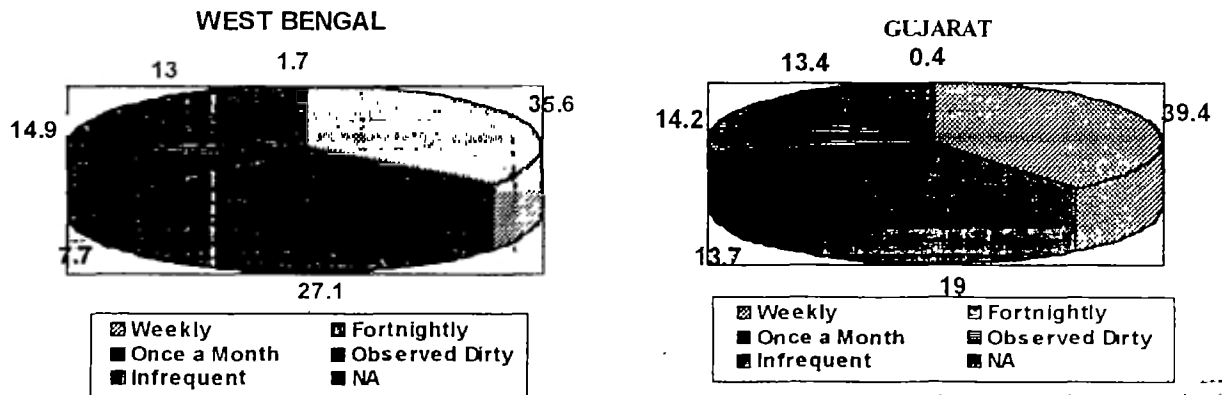 WEST BENGAL
1.7
13
35.6
14.9
7.7
27.1
Weekly Fortnightly
Once a Month Observed Dirty
Infrequent NA
GUJARAT
0.4
13.4
39.4
14.2
13.7
19
Weekly Fortnightly
Once a Month Observed Dirty
Infrequent NA